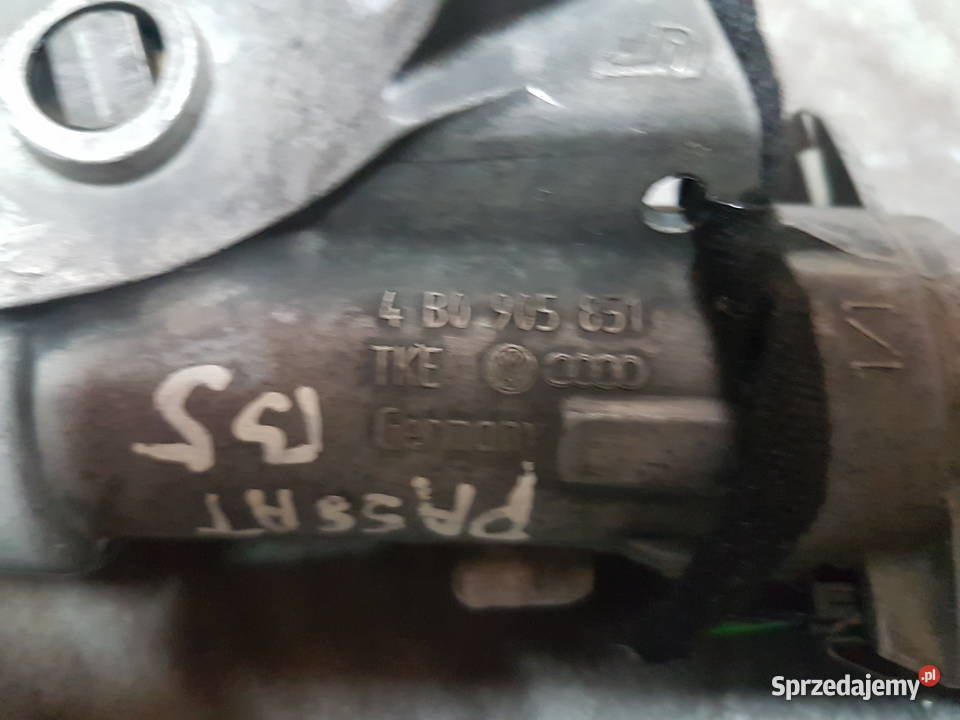 4 B0 905 851
TKE
Germany
PASSAT
B5
Sprzedajemy.pl